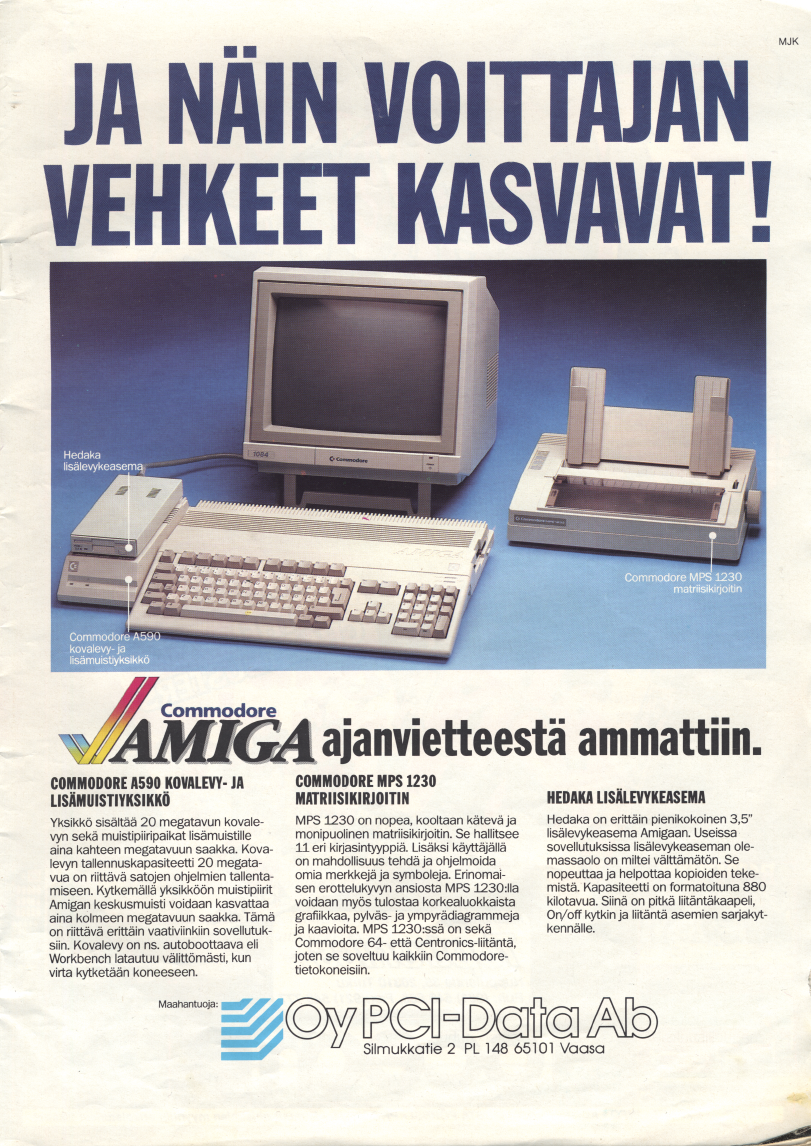 MJK
JA NÄIN VOITTAJAN
VEHKEET KASVAVAT!
Hedaka
lisälevykeasema
1084
Commodore
AMIGA
Commodore MPS 1230
matriisikirjoitin
Commodore A590
kovalevy- ja
lisämuistiyksikkö
Commodore
AMIGA ajanvietteestä ammattiin.
COMMODORE A590 KOVALEVY- JA
LISÄMUISTIYKSIKKÖ
Yksikkö sisältää 20 megatavun kovale-
vyn sekä muistipiiripaikat lisämuistille
aina kahteen megatavuun saakka. Kova-
levyn tallennuskapasiteetti 20 megata-
vua on riittävä satojen ohjelmien tallenta-
miseen. Kytkemällä yksikköön muistipiirit
Amigan keskusmuisti voidaan kasvattaa
aina kolmeen megatavuun saakka. Tämä
on riittävä erittäin vaativiinkiin sovellutuk-
siin. Kovalevy on ns. autoboottaava eli
Workbench latautuu välittömästi, kun
virta kytketään koneeseen.
COMMODORE MPS 1230
MATRIISIKIRJOITIN
MPS 1230 on nopea, kooltaan kätevä ja
monipuolinen matriisikirjoitin. Se hallitsee
11 eri kirjasintyyppiä. Lisäksi käyttäjällä
on mahdollisuus tehdä ja ohjelmoida
omia merkkejä ja symboleja. Erinomai-
sen erottelukyvyn ansiosta MPS 1230:lla
voidaan myös tulostaa korkealuokkaista
grafiikkaa, pylväs- ja ympyrädiagrammeja
ja kaavioita. MPS 1230:ssä on sekä
Commodore 64- että Centronics-liitäntä,
joten se soveltuu kaikkiin Commodore-
tietokoneisiin.
HEDAKA LISÄLEVYKEASEMA
Hedaka on erittäin pienikokoinen 3,5"
lisälevykeasema Amigaan. Useissa
sovellutuksissa lisälevykeaseman ole-
massaolo on miltei välttämätön. Se
nopeuttaa ja helpottaa kopioiden teke-
mistä. Kapasiteetti on formatoituna 880
kilotavua. Siinä on pitkä liitäntäkaapeli,
On/off kytkin ja liitäntä asemien sarjakyt-
kennälle.
Maahantuoja:
Oy PCI-Data Ab
Silmukkatie 2 PL 148 65101 Vaasa